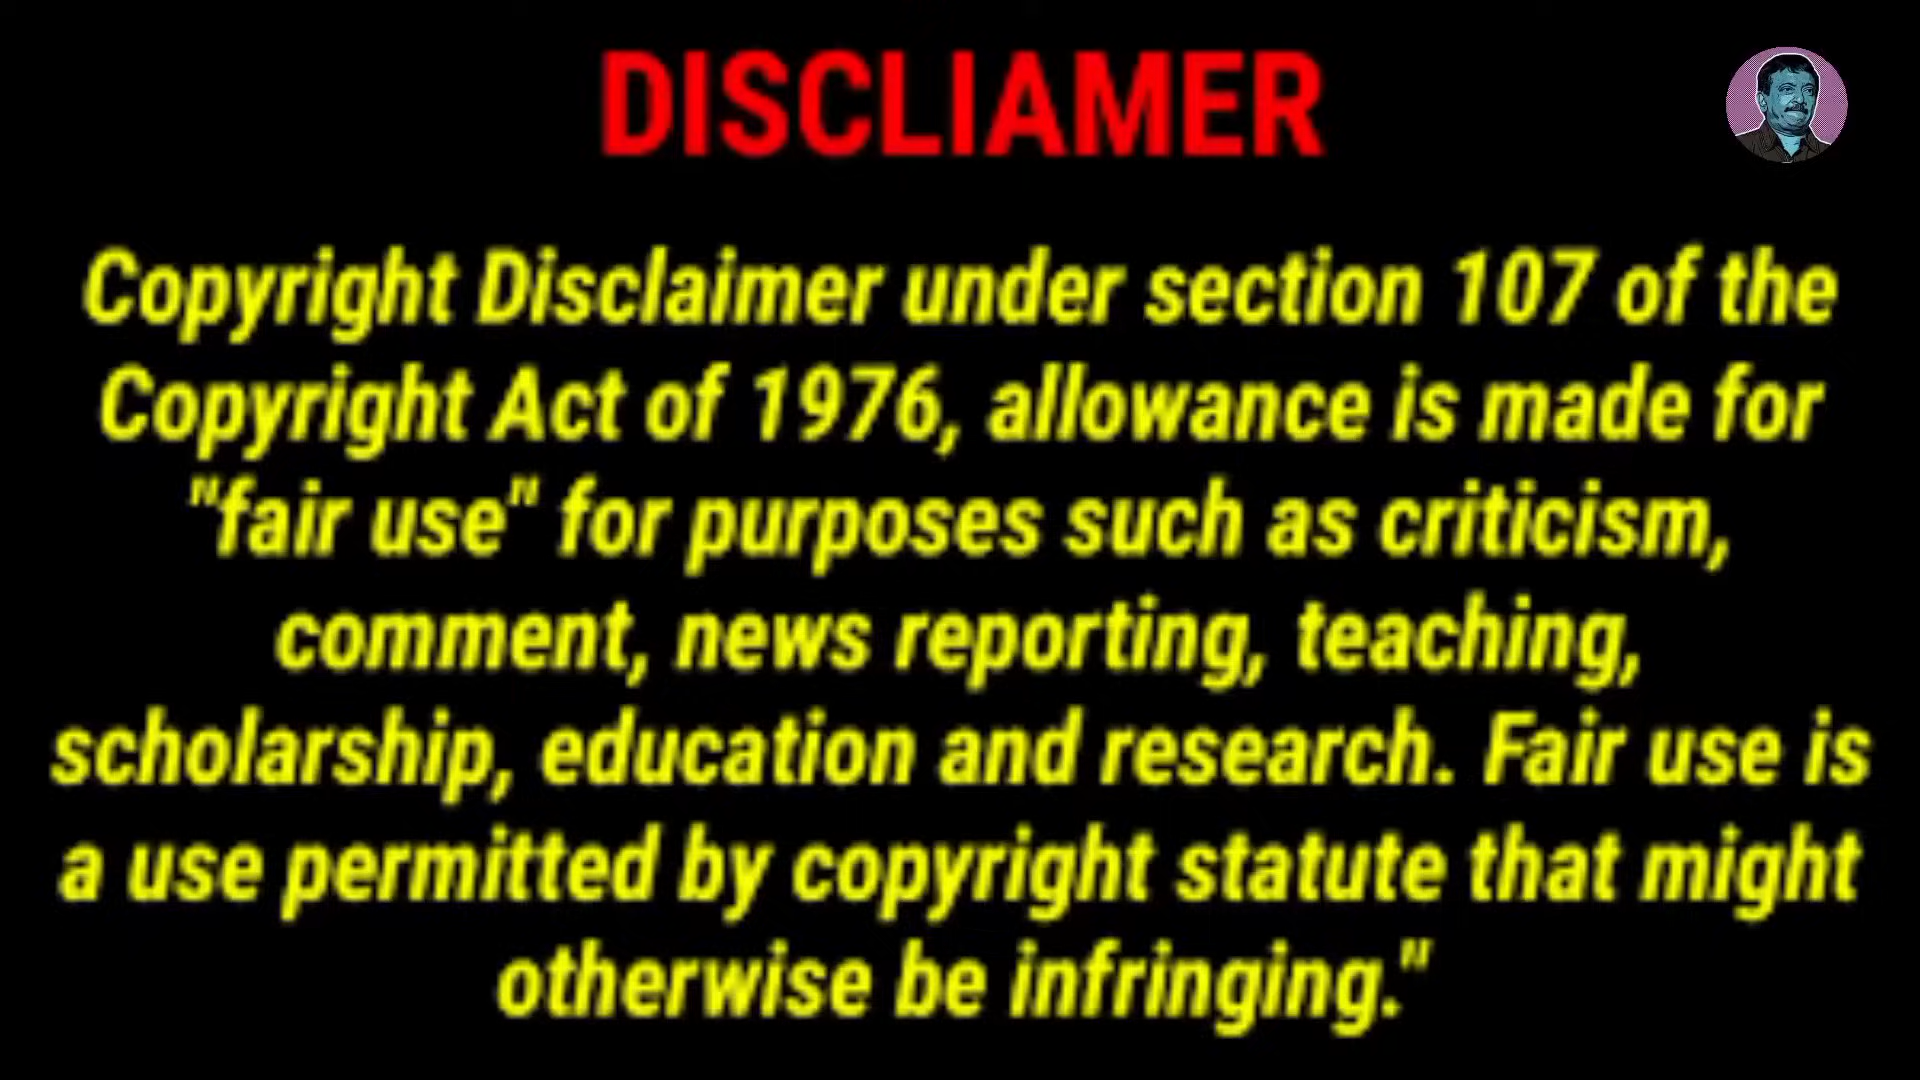 DISCLIAMER
Copyright Disclaimer under section 107 of the
Copyright Act of 1976, allowance is made for
"fair use" for purposes such as criticism,
comment, news reporting, teaching,
scholarship, education and research. Fair use is
a use permitted by copyright statute that might
otherwise be infringing."